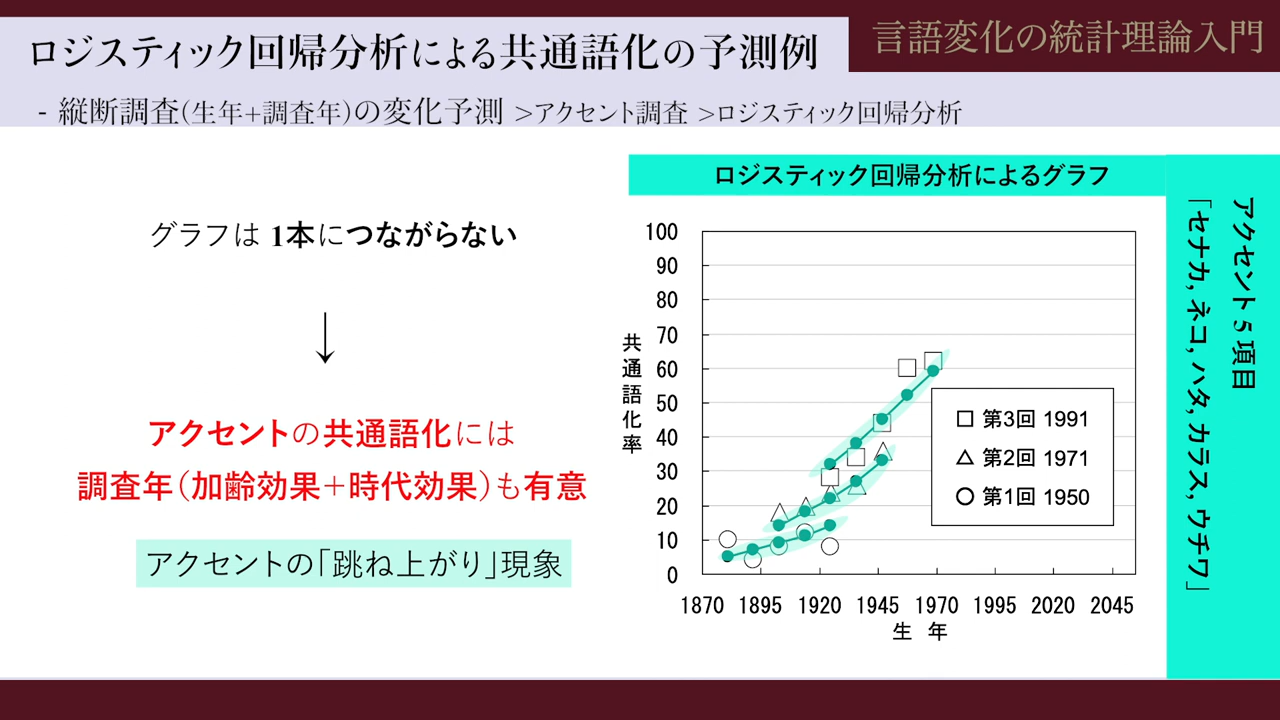 言語変化の統計理論入門
ロジスティック回帰分析による共通語化の予測例
- 縦断調査(生年+調査年)の変化予測 >アクセント調査 >ロジスティック回帰分析
グラフは 1本につながらない
↓
アクセントの共通語化には
調査年(加齢効果+時代効果)も有意
アクセントの「跳ね上がり」現象
ロジスティック回帰分析によるグラフ
100
90
80
70
60
50
40
30
20
10
0
共通語化率
1870 1895 1920 1945 1970 1995 2020 2045
生 年
□ 第3回 1991
△ 第2回 1971
○ 第1回 1950
アクセント 5 項目
「セナカ, ネコ, ハタ, カラス, ウチワ」